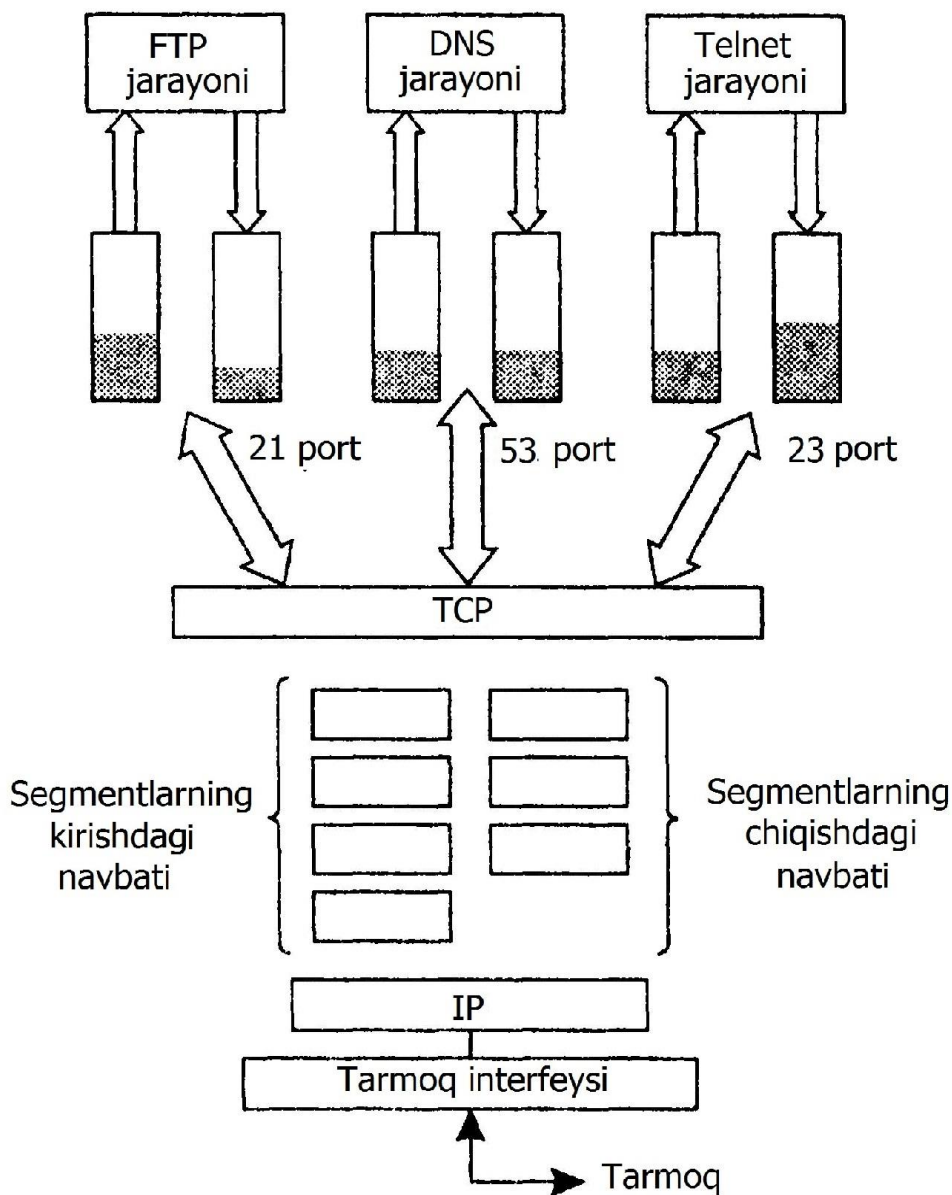 FTP
jarayoni
DNS
jarayoni
Telnet
jarayoni
21 port
53 port
23 port
TCP
Segmentlarning
kirishdagi
navbati
Segmentlarning
chiqishdagi
navbati
IP
Tarmoq interfeysi
Tarmoq